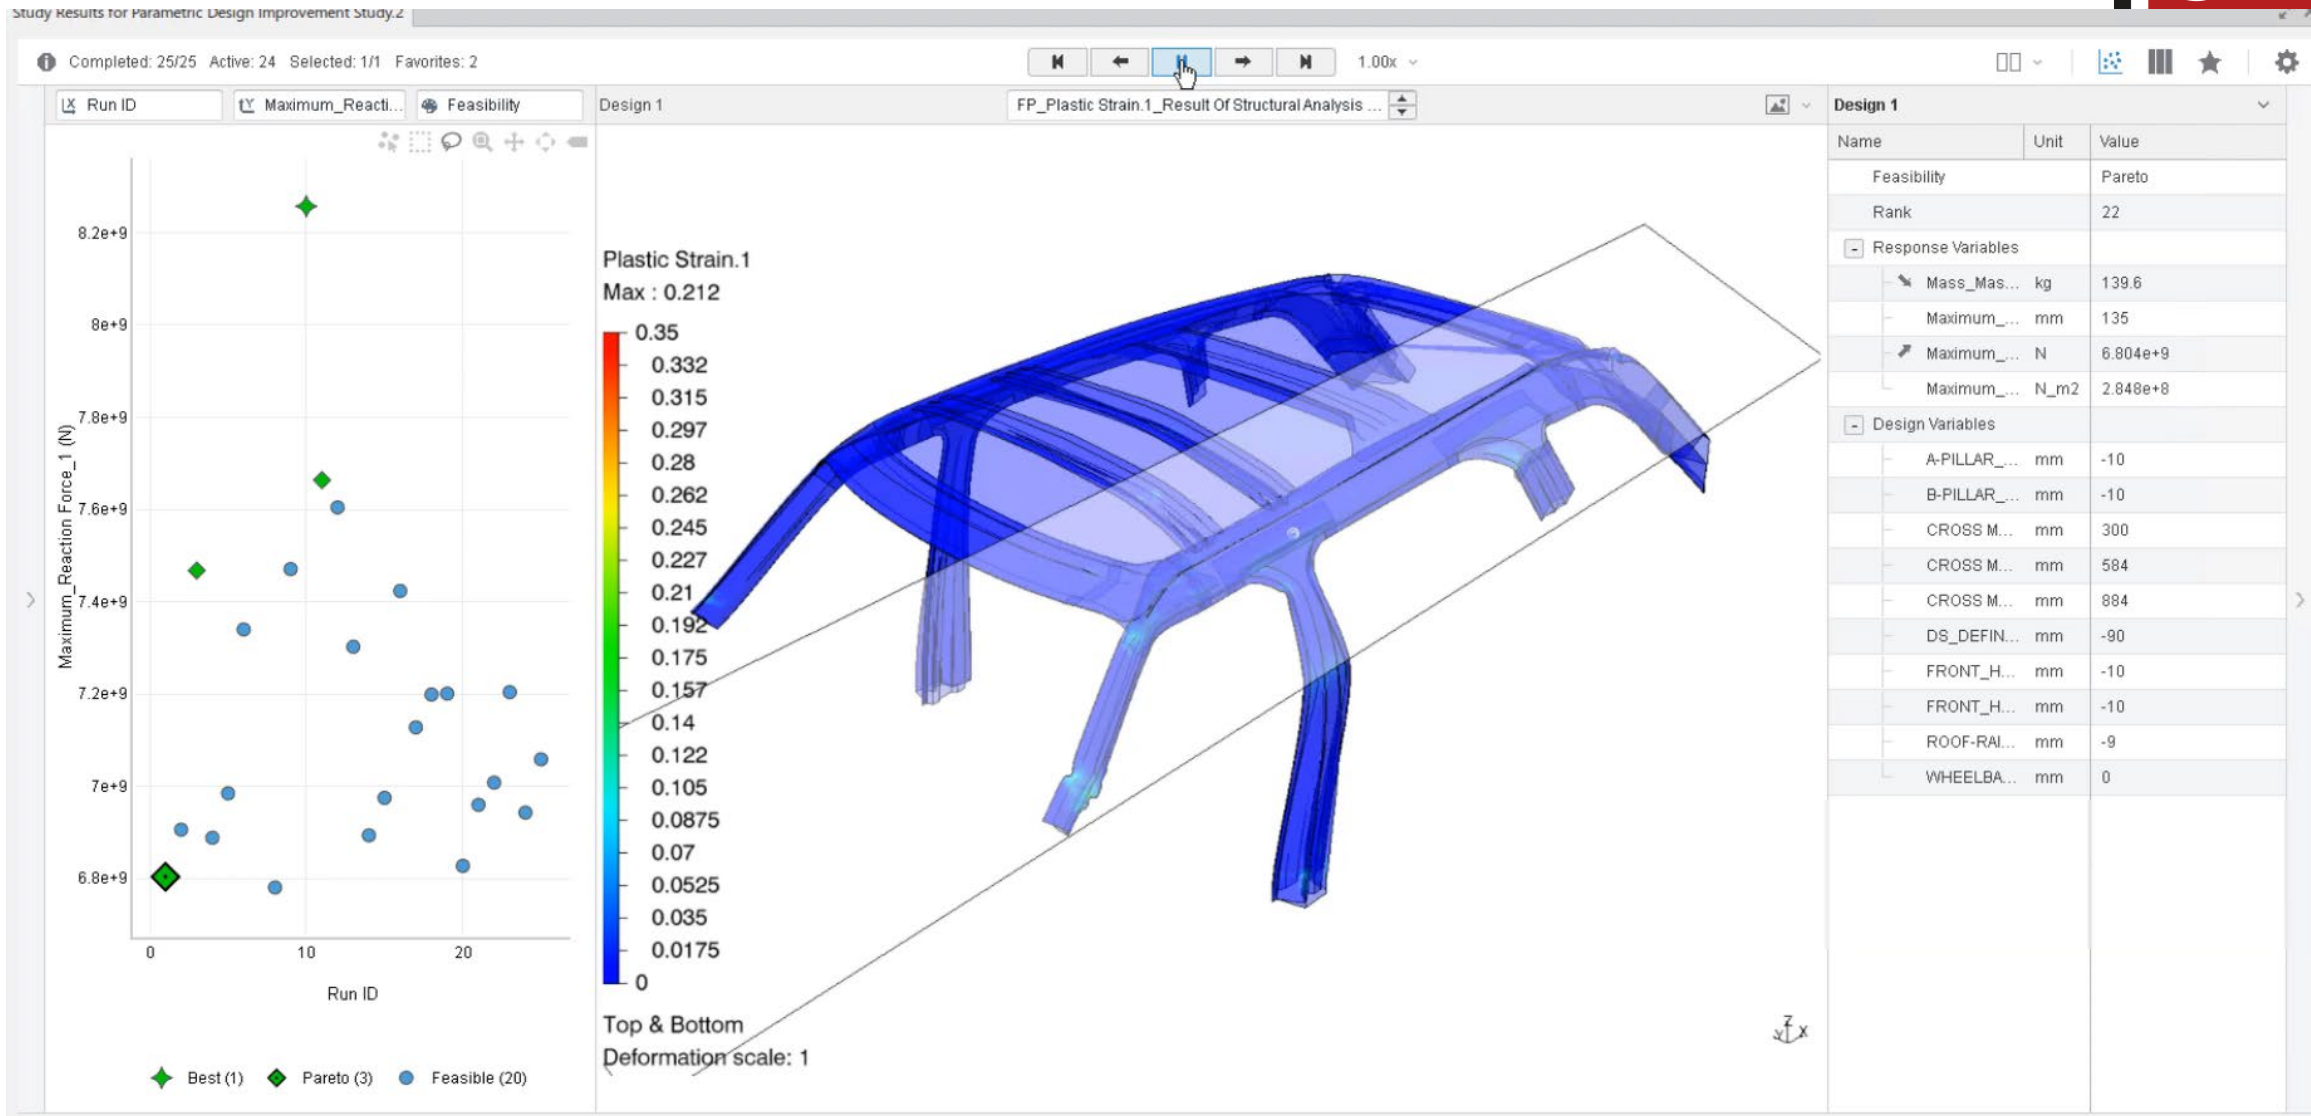 Study Results for Parametric Design Improvement Study.2
Completed: 25/25 Active: 24 Selected: 1/1 Favorites: 2
1.00x
X Run ID
Y Maximum_Reacti...
Feasibility
Design 1
FP_Plastic Strain.1_Result Of Structural Analysis ...
Design 1
Name Unit Value
Feasibility Pareto
Rank 22
Response Variables
Mass_Mas... kg 139.6
Maximum_... mm 135
Maximum_... N 6.804e+9
Maximum_... N_m2 2.848e+8
Design Variables
A-PILLAR_... mm -10
B-PILLAR_... mm -10
CROSS M... mm 300
CROSS M... mm 584
CROSS M... mm 884
DS_DEFIN... mm -90
FRONT_H... mm -10
FRONT_H... mm -10
ROOF-RAI... mm -9
WHEELBA... mm 0
Maximum_Reaction Force_1 (N)
8.2e+9
8e+9
7.8e+9
7.6e+9
7.4e+9
7.2e+9
7e+9
6.8e+9
0 10 20
Run ID
Best (1) Pareto (3) Feasible (20)
Plastic Strain.1
Max : 0.212
0.35
0.332
0.315
0.297
0.28
0.262
0.245
0.227
0.21
0.192
0.175
0.157
0.14
0.122
0.105
0.0875
0.07
0.0525
0.035
0.0175
0
Top & Bottom
Deformation scale: 1
Z
Y X